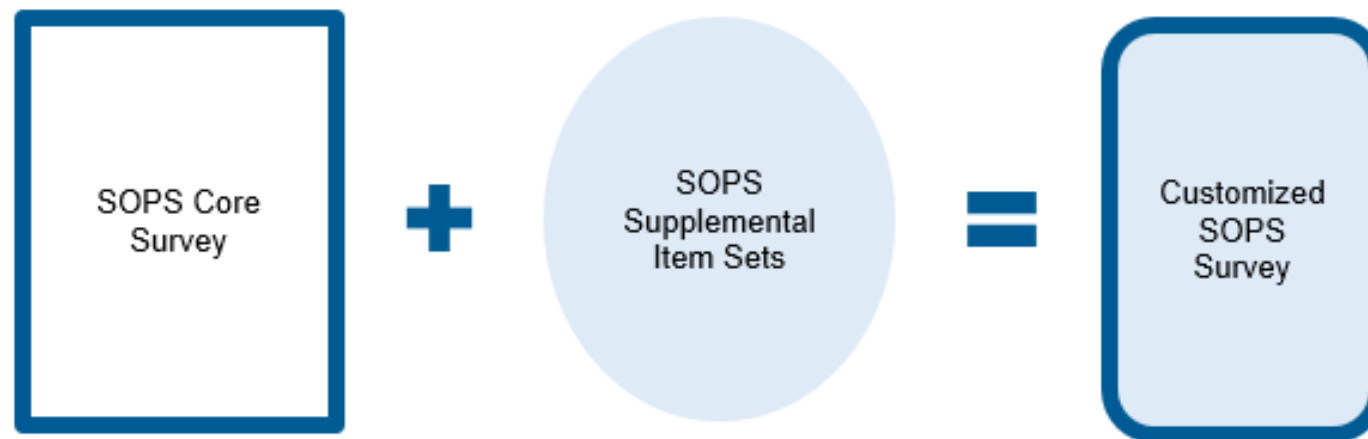 SOPS Core
Survey
+
SOPS
Supplemental
Item Sets
=
Customized
SOPS
Survey